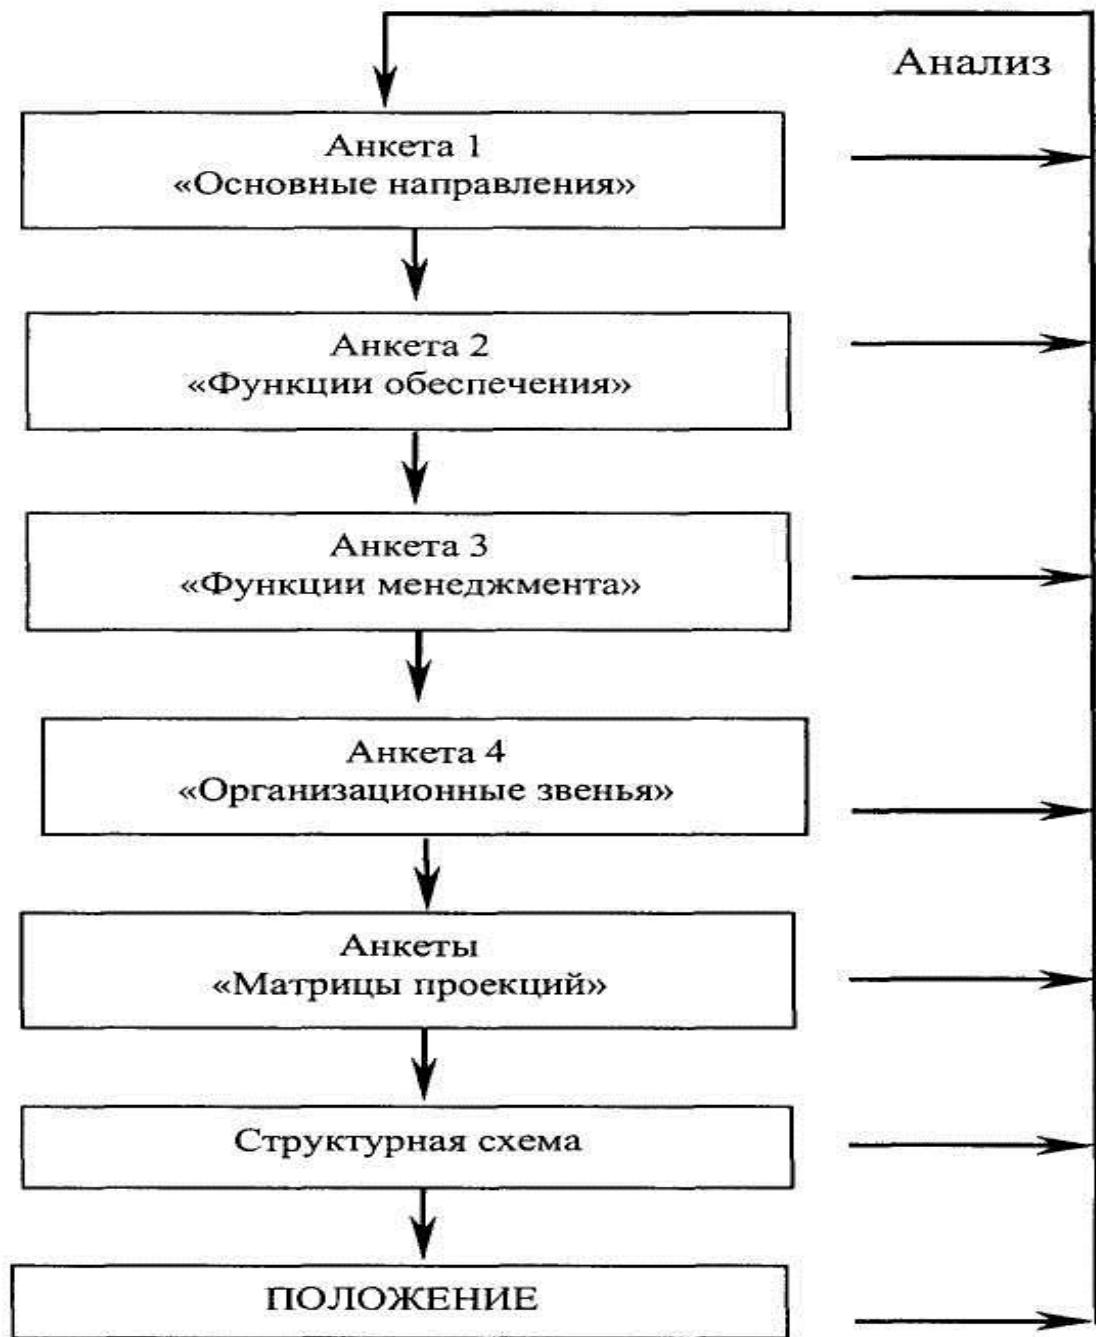 Анализ
Анкета 1
«Основные направления»
Анкета 2
«Функции обеспечения»
Анкета 3
«Функции менеджмента»
Анкета 4
«Организационные звенья»
Анкеты
«Матрицы проекций»
Структурная схема
ПОЛОЖЕНИЕ